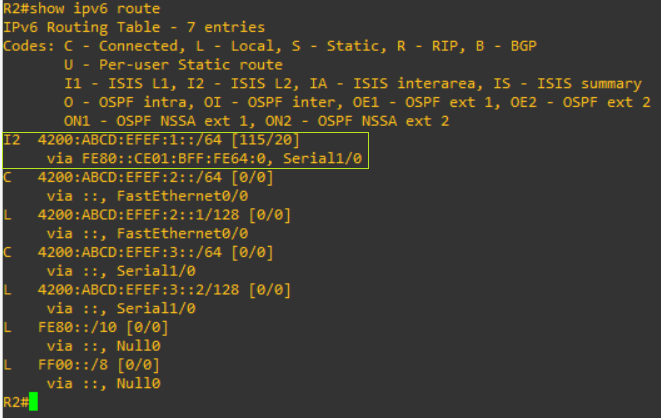 R2#show ipv6 route
IPv6 Routing Table - 7 entries
Codes: C - Connected, L - Local, S - Static, R - RIP, B - BGP
       U - Per-user Static route
       I1 - ISIS L1, I2 - ISIS L2, IA - ISIS interarea, IS - ISIS summary
       O - OSPF intra, OI - OSPF inter, OE1 - OSPF ext 1, OE2 - OSPF ext 2
       ON1 - OSPF NSSA ext 1, ON2 - OSPF NSSA ext 2
I2  4200:ABCD:EFEF:1::/64 [115/20]
     via FE80::CE01:BFF:FE64:0, Serial1/0
C   4200:ABCD:EFEF:2::/64 [0/0]
     via ::, FastEthernet0/0
L   4200:ABCD:EFEF:2::1/128 [0/0]
     via ::, FastEthernet0/0
C   4200:ABCD:EFEF:3::/64 [0/0]
     via ::, Serial1/0
L   4200:ABCD:EFEF:3::2/128 [0/0]
     via ::, Serial1/0
L   FE80::/10 [0/0]
     via ::, Null0
L   FF00::/8 [0/0]
     via ::, Null0
R2#